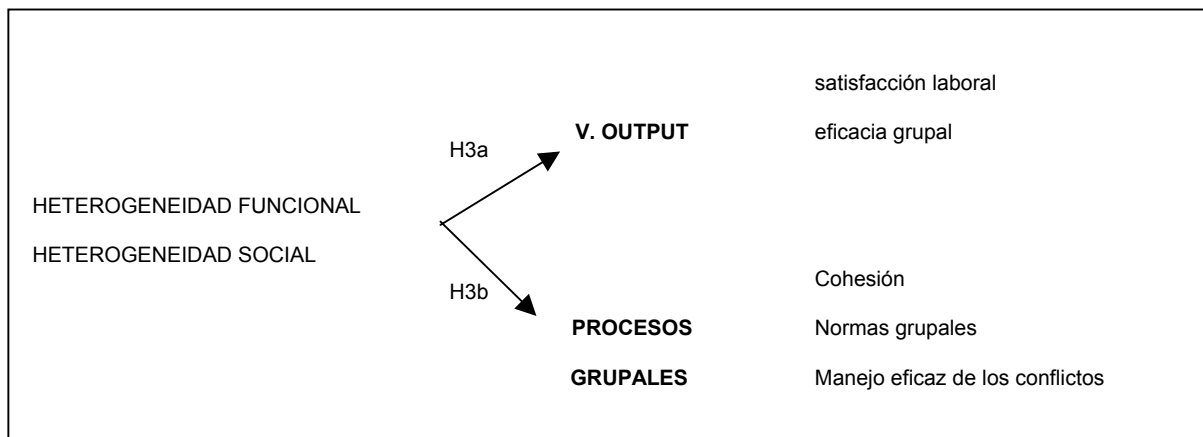 satisfacción laboral
V. OUTPUT
eficacia grupal
H3a
HETEROGENEIDAD FUNCIONAL
HETEROGENEIDAD SOCIAL
H3b
Cohesión
PROCESOS
Normas grupales
GRUPALES
Manejo eficaz de los conflictos